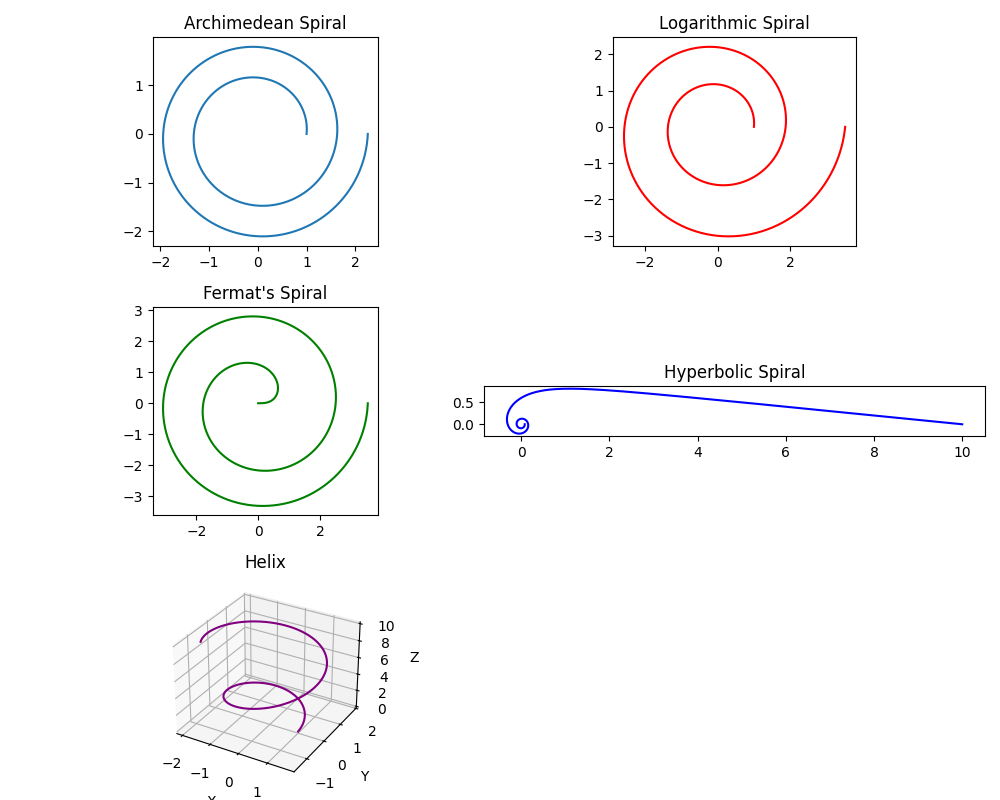 Archimedean Spiral
1
0
−1
−2
−2 −1 0 1 2
Logarithmic Spiral
2
1
0
−1
−2
−3
−2 0 2
Fermat's Spiral
3
2
1
0
−1
−2
−3
−2 0 2
Hyperbolic Spiral
0.5
0.0
0 2 4 6 8 10
Helix
10
8
6
4
2
0
Z
2
1
0
−1
Y
−2 −1 0 1
X